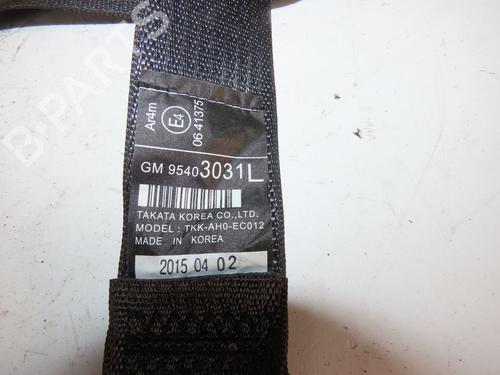 Ar4m
E4
06 41375
GM 95403031L
TAKATA KOREA CO.,LTD.
MODEL : TKK-AH0-EC012
MADE IN KOREA
2015 04 02
B-PARTS